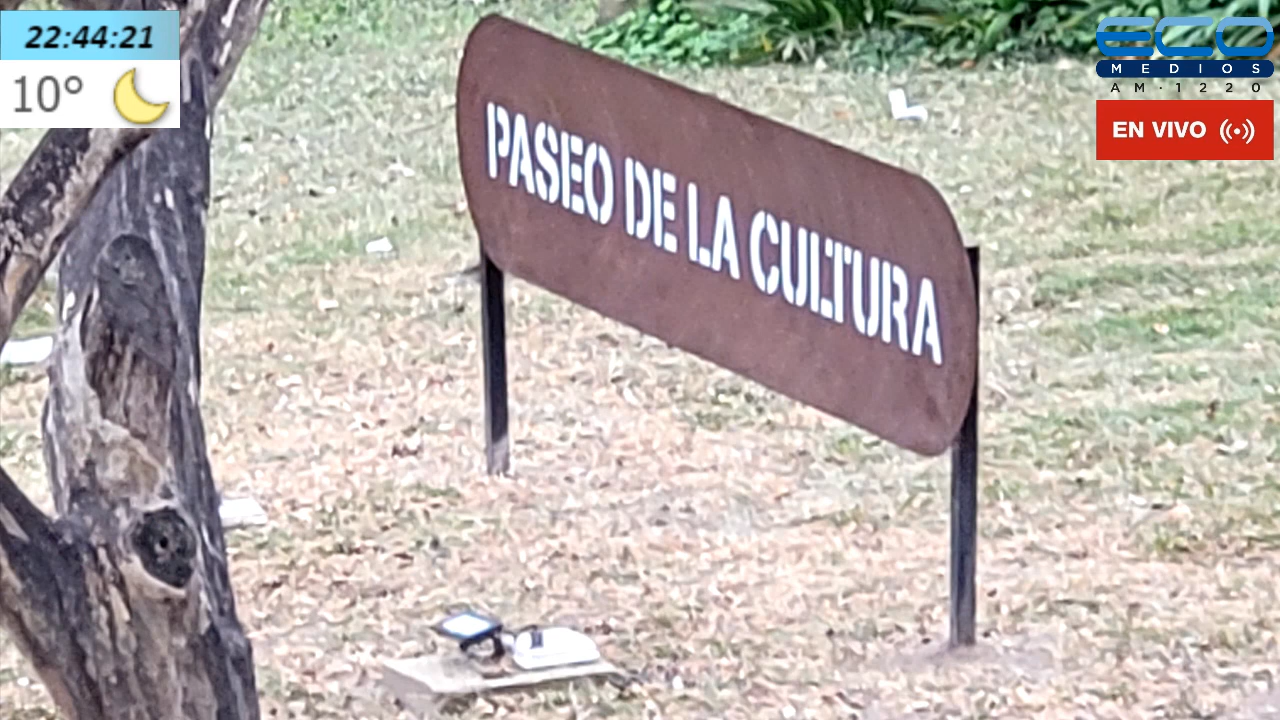 22:44:21
10°
ECO
MEDIOS
AM·1220
EN VIVO
PASEO DE LA CULTURA